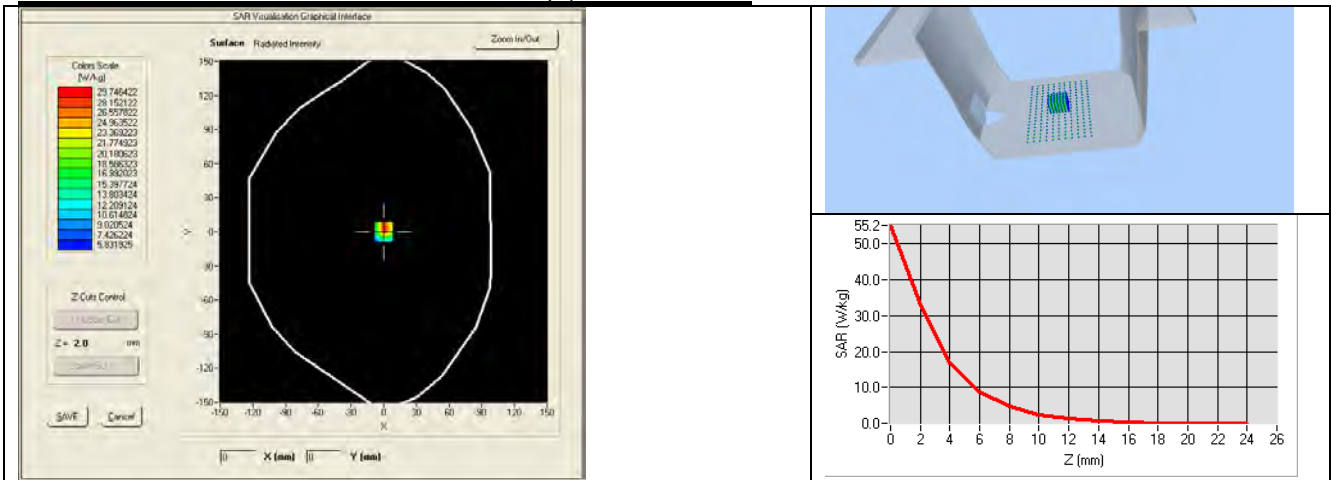 SAR Visualisation Graphical Interface
Surface Radiated Intensity
Zoom In/Out
Colors Scale
[W/kg]
29.746422
28.152122
26.557822
24.963522
23.369223
21.774923
20.180623
18.586323
16.992023
15.397724
13.803424
12.209124
10.614824
9.020524
7.426224
5.831925
150-
120-
90-
60-
30-
0-
-30-
-60-
-90-
-120-
-150-
Y
-150 -120 -90 -60 -30 0 30 60 90 120 150
X
Z Cuts Control
Z= 2.0 mm
SAVE
Cancel
0 X (mm) 0 Y (mm)
55.2-
50.0-
40.0-
30.0-
20.0-
10.0-
0.0-
SAR (W/kg)
0 2 4 6 8 10 12 14 16 18 20 22 24 26
Z (mm)